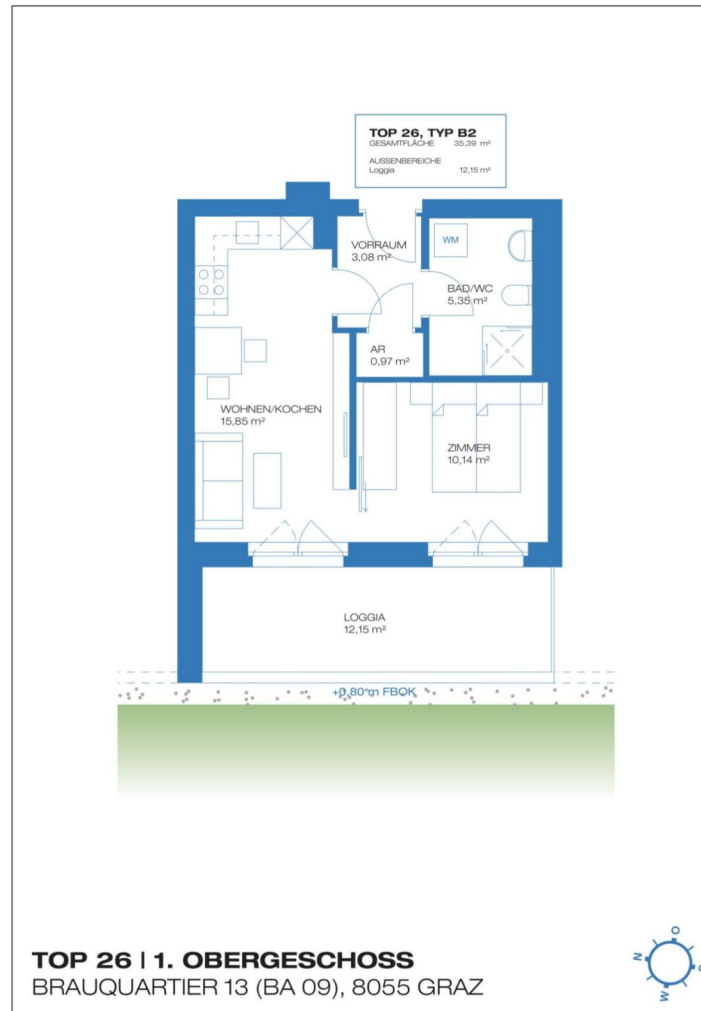 TOP 26, TYP B2
GESAMTFLÄCHE 35,39 m²
AUSSENBEREICHE
Loggia 12,15 m²
VORRAUM
3,08 m²
WM
BAD/WC
5,35 m²
AR
0,97 m²
WOHNEN/KOCHEN
15,85 m²
ZIMMER
10,14 m²
LOGGIA
12,15 m²
+0,80 m FBOK
TOP 26 | 1. OBERGESCHOSS
BRAUQUARTIER 13 (BA 09), 8055 GRAZ
N
O
S
W